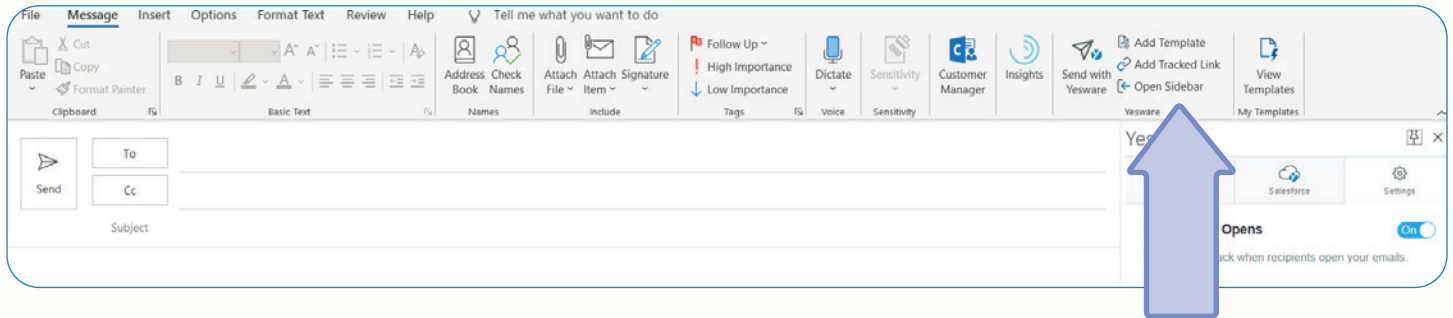 File Message Insert Options Format Text Review Help Tell me what you want to do
Paste
Cut
Copy
Format Painter
Clipboard
B I U
Basic Text
Address Book
Check Names
Names
Attach File
Attach Item
Signature
Include
Follow Up
High Importance
Low Importance
Tags
Dictate
Voice
Sensitivity
Sensitivity
Customer Manager
Insights
Send with Yesware
Add Template
Add Tracked Link
Open Sidebar
Yesware
View Templates
My Templates
Send
To
Cc
Subject
Salesforce
Settings
Opens
On
when recipients open your emails.